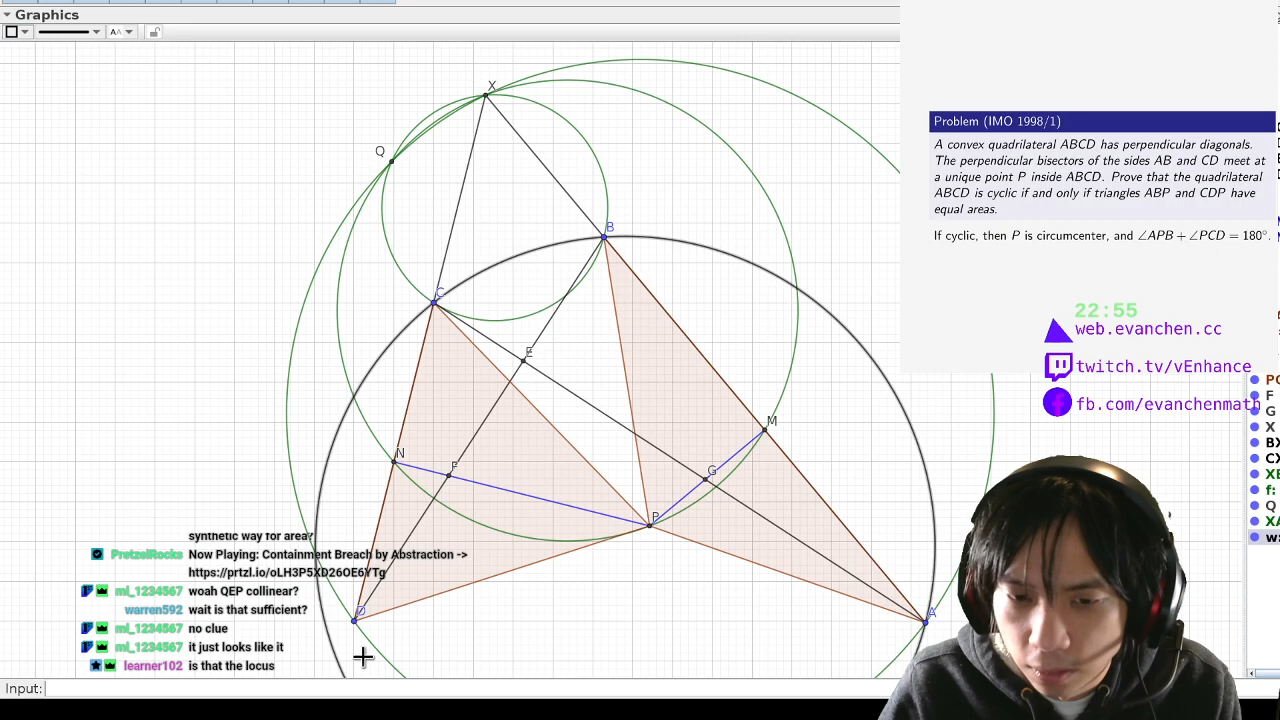 Graphics
AA
X
Q
B
C
E
M
N
F
G
P
D
A
synthetic way for area?
PretzelRocks Now Playing: Containment Breach by Abstraction ->
https://prtzl.io/oLH3P5XD26OE6YTg
ml_1234567 woah QEP collinear?
warren592 wait is that sufficient?
ml_1234567 no clue
ml_1234567 it just looks like it
learner102 is that the locus
Input:
Problem (IMO 1998/1)
A convex quadrilateral ABCD has perpendicular diagonals.
The perpendicular bisectors of the sides AB and CD meet at
a unique point P inside ABCD. Prove that the quadrilateral
ABCD is cyclic if and only if triangles ABP and CDP have
equal areas.
If cyclic, then P is circumcenter, and ∠APB + ∠PCD = 180°.
22:55
web.evanchen.cc
twitch.tv/vEnhance
fb.com/evanchenmath
F
G
X
BX
CX
XE
f:
Q
XA